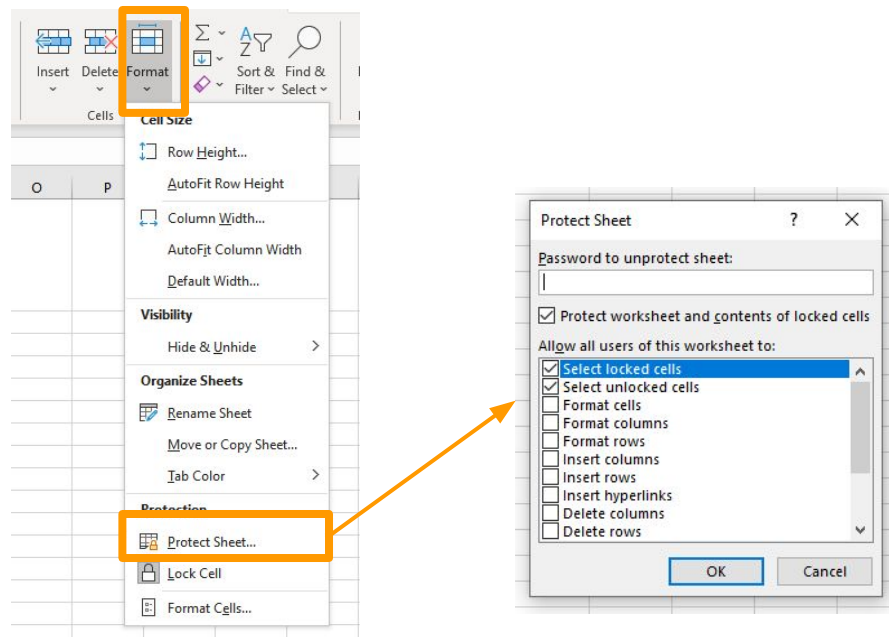 Insert Delete Format
Sort & Find &
Filter Select
Cells
Cell Size
Row Height...
O P
AutoFit Row Height
Column Width...
AutoFit Column Width
Default Width...
Visibility
Hide & Unhide
Organize Sheets
Rename Sheet
Move or Copy Sheet...
Tab Color
Protection
Protect Sheet...
Lock Cell
Format Cells...
Protect Sheet ? X
Password to unprotect sheet:
Protect worksheet and contents of locked cells
Allow all users of this worksheet to:
Select locked cells
Select unlocked cells
Format cells
Format columns
Format rows
Insert columns
Insert rows
Insert hyperlinks
Delete columns
Delete rows
OK Cancel